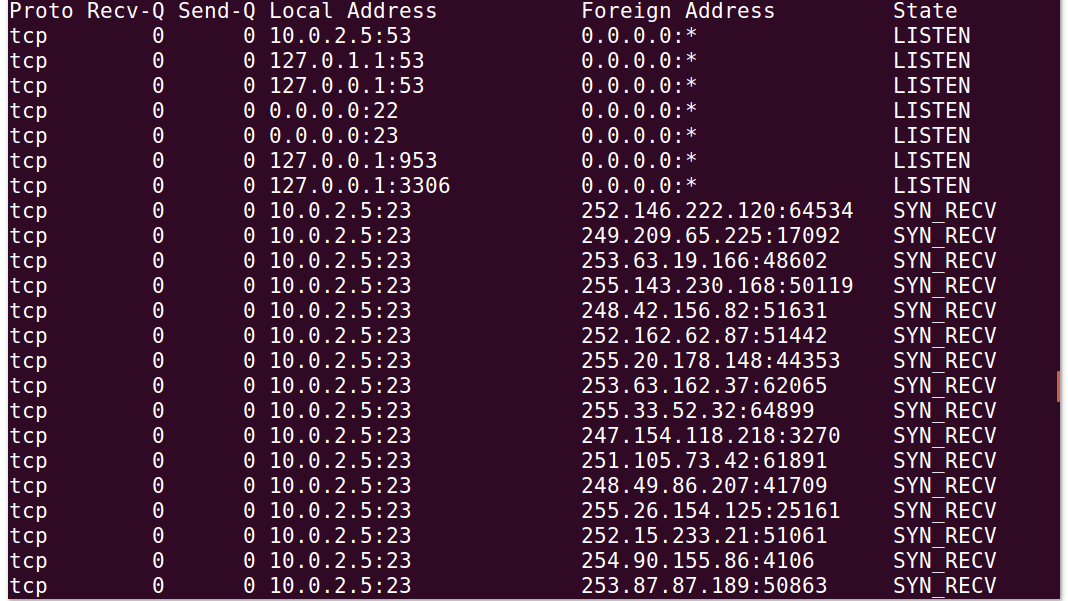 Proto Recv-Q Send-Q Local Address           Foreign Address         State
tcp        0      0 10.0.2.5:53             0.0.0.0:*               LISTEN
tcp        0      0 127.0.1.1:53            0.0.0.0:*               LISTEN
tcp        0      0 127.0.0.1:53            0.0.0.0:*               LISTEN
tcp        0      0 0.0.0.0:22              0.0.0.0:*               LISTEN
tcp        0      0 0.0.0.0:23              0.0.0.0:*               LISTEN
tcp        0      0 127.0.0.1:953           0.0.0.0:*               LISTEN
tcp        0      0 127.0.0.1:3306          0.0.0.0:*               LISTEN
tcp        0      0 10.0.2.5:23             252.146.222.120:64534   SYN_RECV
tcp        0      0 10.0.2.5:23             249.209.65.225:17092    SYN_RECV
tcp        0      0 10.0.2.5:23             253.63.19.166:48602     SYN_RECV
tcp        0      0 10.0.2.5:23             255.143.230.168:50119   SYN_RECV
tcp        0      0 10.0.2.5:23             248.42.156.82:51631     SYN_RECV
tcp        0      0 10.0.2.5:23             252.162.62.87:51442     SYN_RECV
tcp        0      0 10.0.2.5:23             255.20.178.148:44353    SYN_RECV
tcp        0      0 10.0.2.5:23             253.63.162.37:62065     SYN_RECV
tcp        0      0 10.0.2.5:23             255.33.52.32:64899      SYN_RECV
tcp        0      0 10.0.2.5:23             247.154.118.218:3270    SYN_RECV
tcp        0      0 10.0.2.5:23             251.105.73.42:61891     SYN_RECV
tcp        0      0 10.0.2.5:23             248.49.86.207:41709     SYN_RECV
tcp        0      0 10.0.2.5:23             255.26.154.125:25161    SYN_RECV
tcp        0      0 10.0.2.5:23             252.15.233.21:51061     SYN_RECV
tcp        0      0 10.0.2.5:23             254.90.155.86:4106      SYN_RECV
tcp        0      0 10.0.2.5:23             253.87.87.189:50863     SYN_RECV